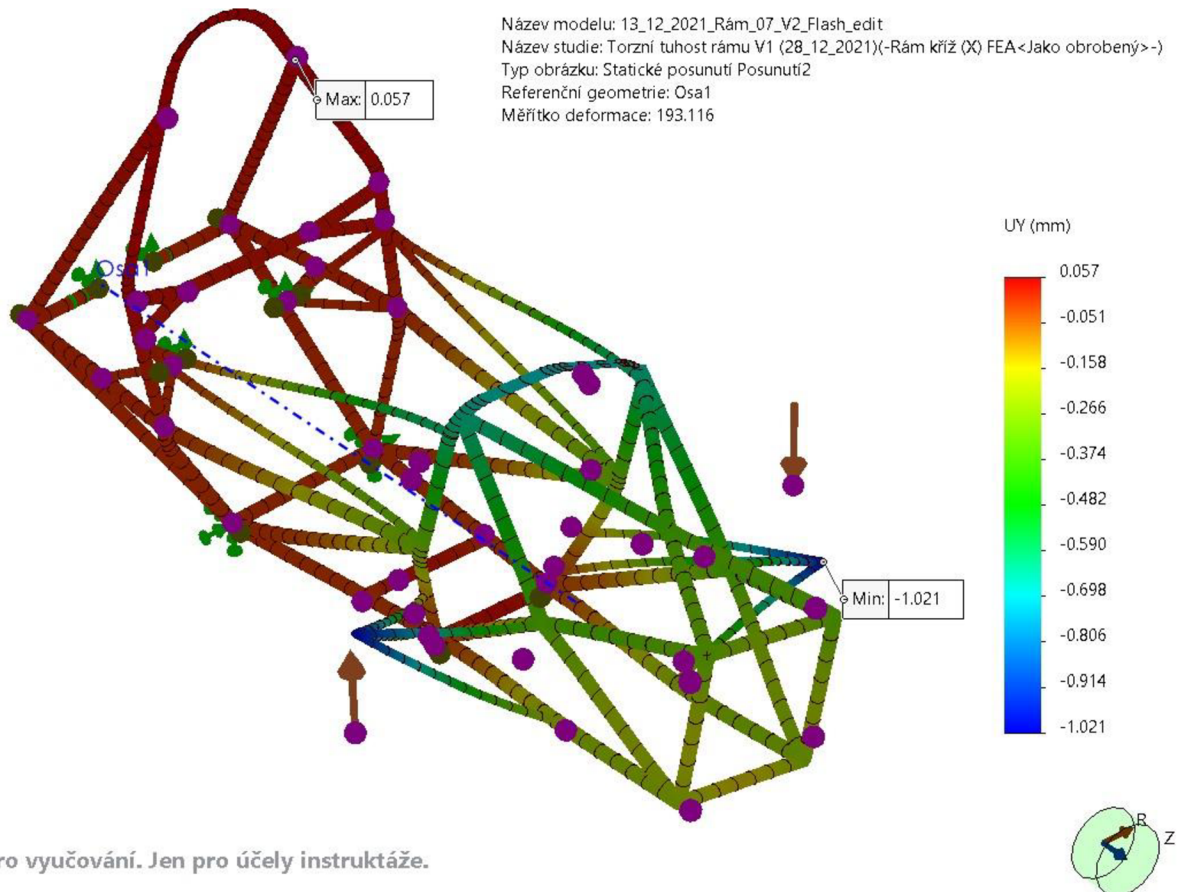 Název modelu: 13_12_2021_Rám_07_V2_Flash_edit
Název studie: Torzní tuhost rámu V1 (28_12_2021)(-Rám kříž (X) FEA<Jako obrobený>-)
Typ obrázku: Statické posunutí Posunutí2
Referenční geometrie: Osa1
Měřítko deformace: 193.116
Max: 0.057
Osa1
UY (mm)
0.057
-0.051
-0.158
-0.266
-0.374
-0.482
-0.590
-0.698
-0.806
-0.914
-1.021
Min: -1.021
R
Z
ro vyučování. Jen pro účely instruktáže.